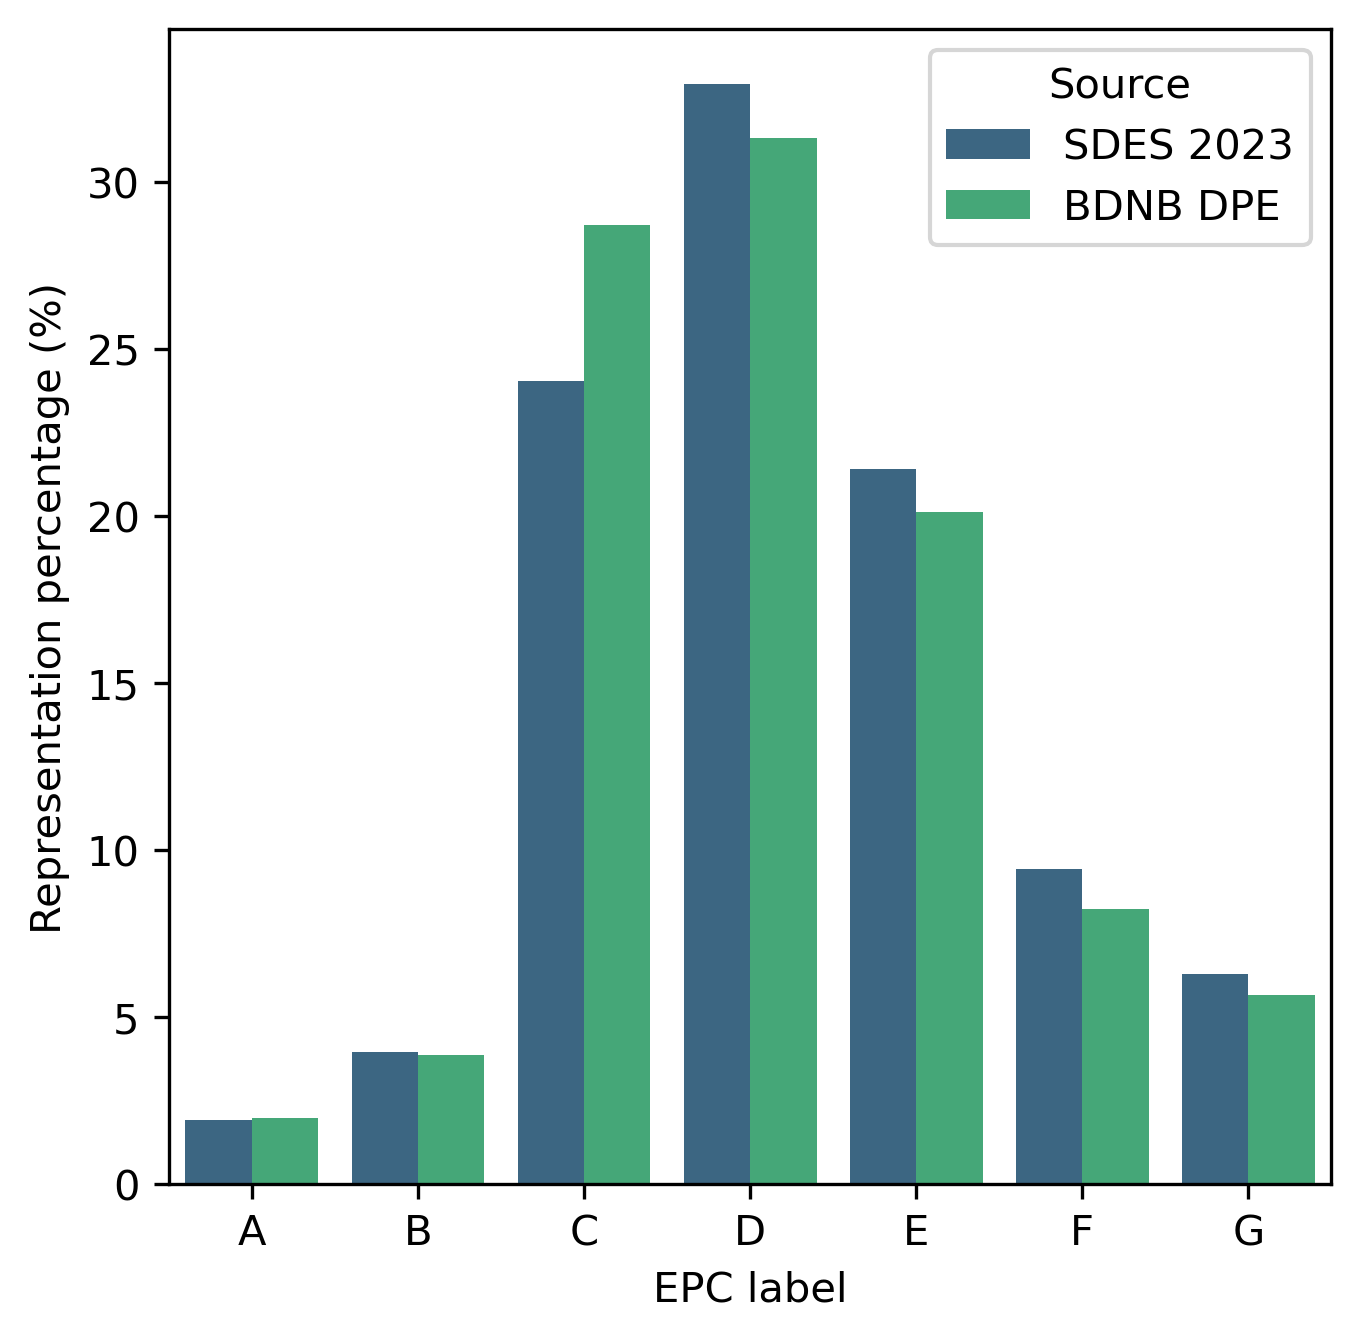 Source
SDES 2023
BDNB DPE
Representation percentage (%)
30
25
20
15
10
5
0
A B C D E F G
EPC label